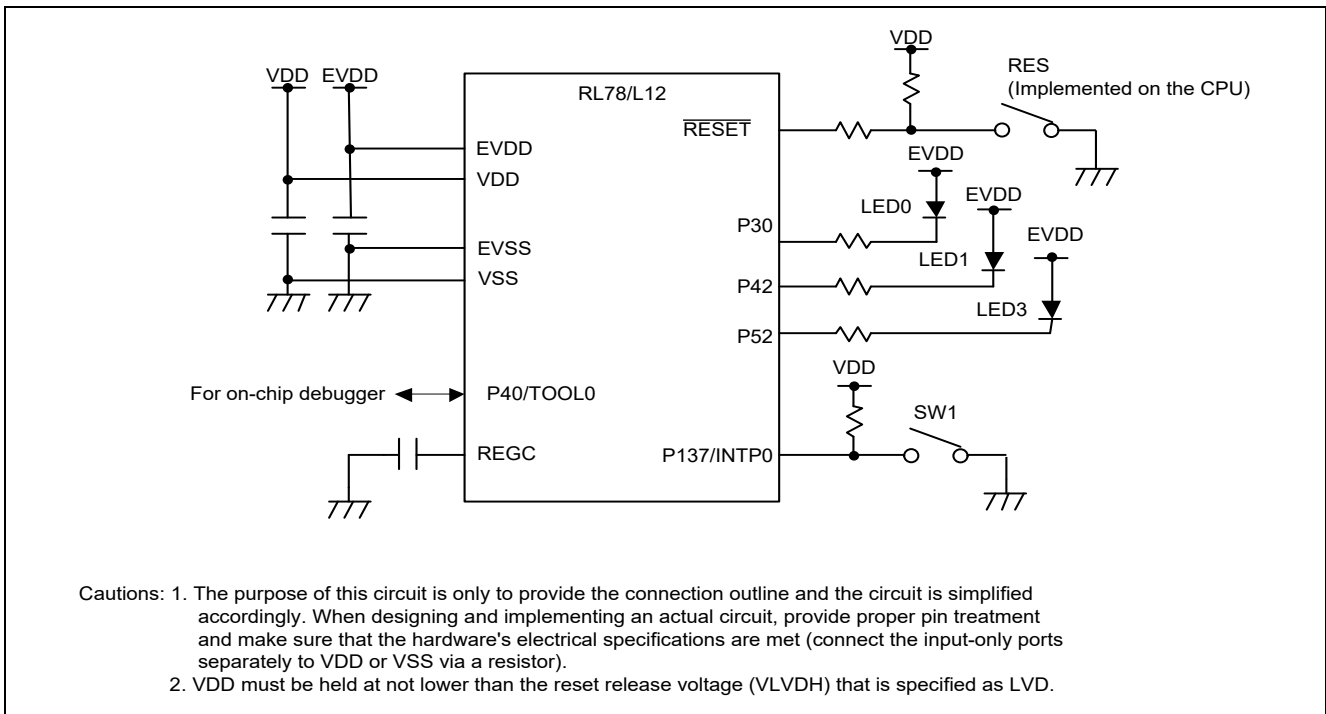 VDD
EVDD
RL78/L12
EVDD
VDD
EVSS
VSS
For on-chip debugger
P40/TOOL0
REGC
RESET
VDD
RES
(Implemented on the CPU)
EVDD
LED0
P30
EVDD
LED1
P42
EVDD
LED3
P52
VDD
SW1
P137/INTP0
Cautions: 1. The purpose of this circuit is only to provide the connection outline and the circuit is simplified
accordingly. When designing and implementing an actual circuit, provide proper pin treatment
and make sure that the hardware's electrical specifications are met (connect the input-only ports
separately to VDD or VSS via a resistor).
2. VDD must be held at not lower than the reset release voltage (VLVDH) that is specified as LVD.